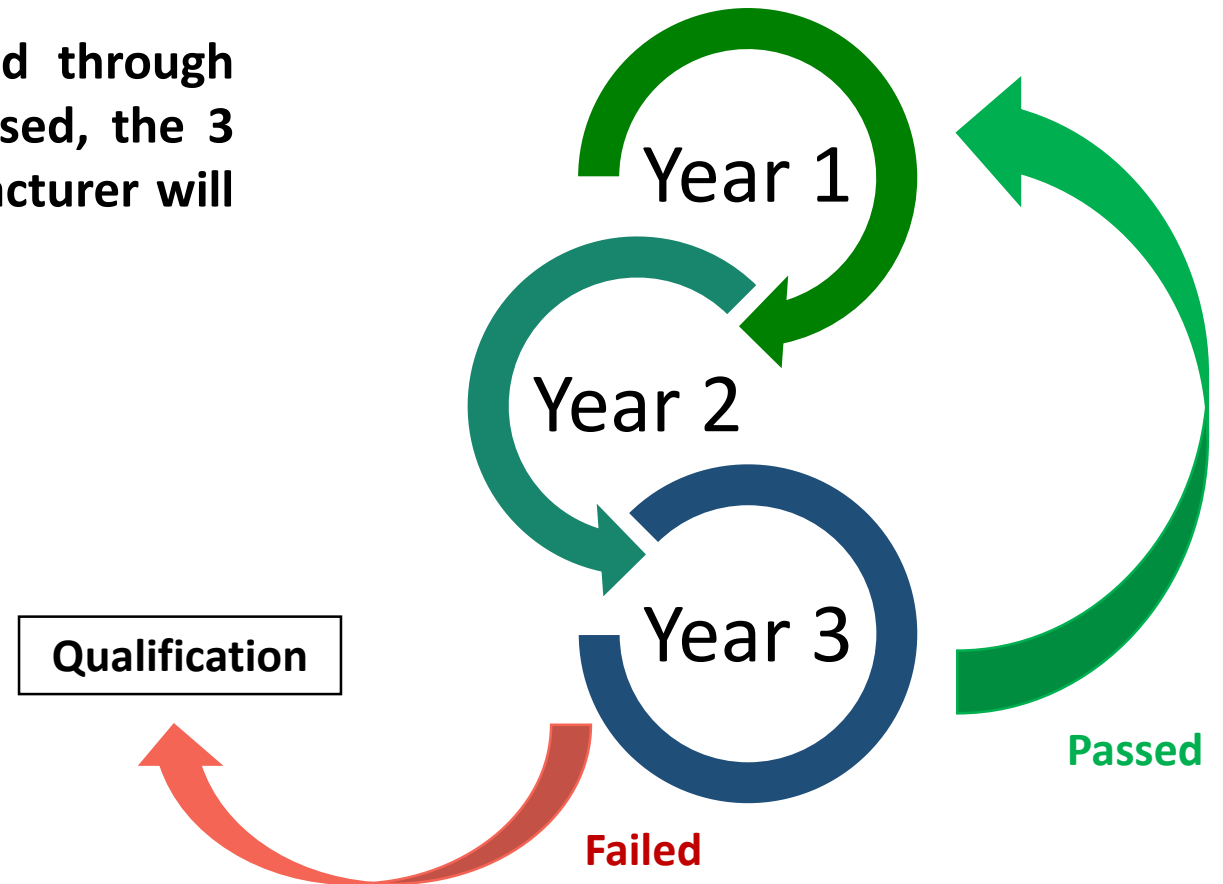 d through
sed, the 3
cturer will
Year 1
Year 2
Year 3
Qualification
Passed
Failed